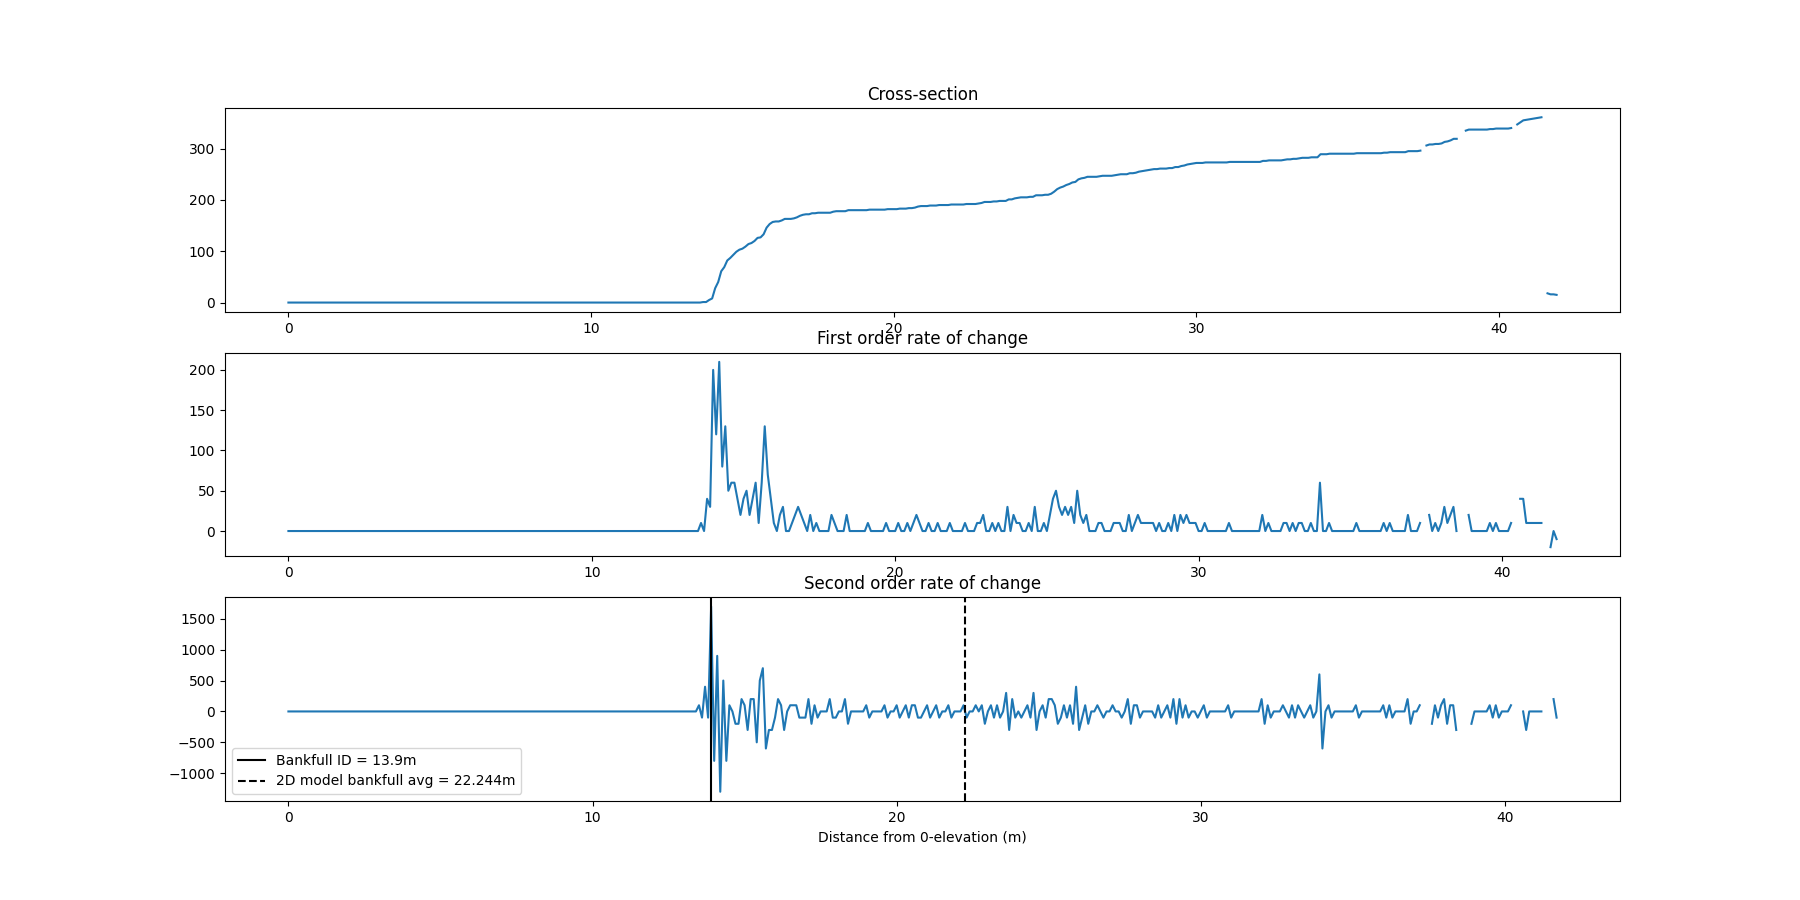 Cross-section
300
200
100
0
0 10 20 30 40
First order rate of change
200
150
100
50
0
0 10 20 30 40
Second order rate of change
1500
1000
500
0
−500
−1000
Bankfull ID = 13.9m
2D model bankfull avg = 22.244m
0 10 20 30 40
Distance from 0-elevation (m)